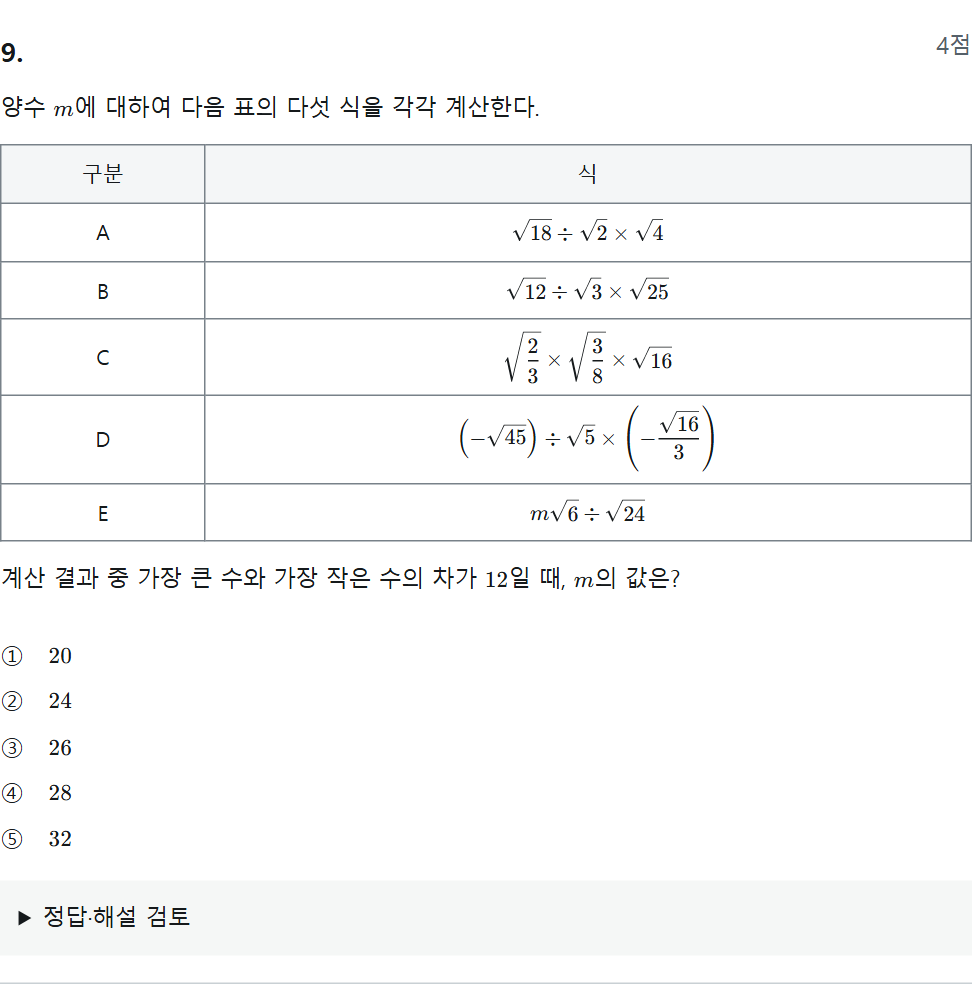 9.
4점
양수 m에 대하여 다음 표의 다섯 식을 각각 계산한다.
구분 식
A √18 ÷ √2 × √4
B √12 ÷ √3 × √25
C √(2/3) × √(3/8) × √16
D (−√45) ÷ √5 × (−√16/3)
E m√6 ÷ √24
계산 결과 중 가장 큰 수와 가장 작은 수의 차가 12일 때, m의 값은?
① 20
② 24
③ 26
④ 28
⑤ 32
▶ 정답·해설 검토